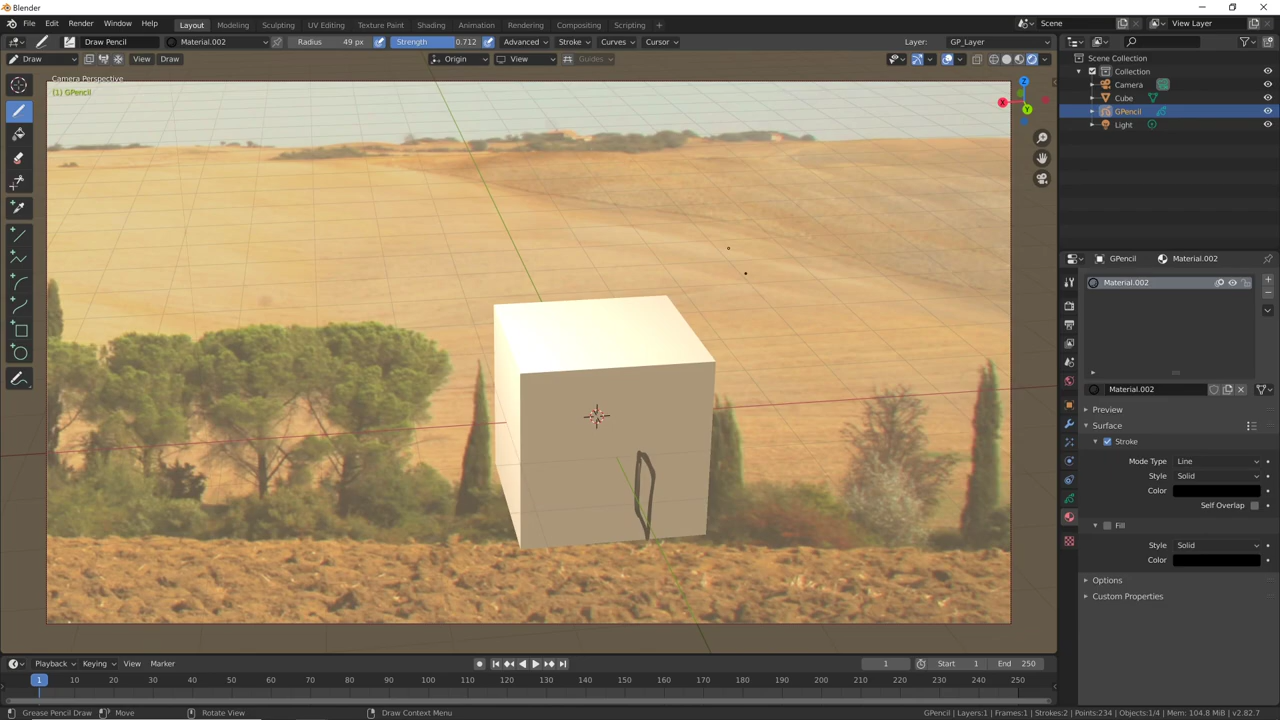 Blender
File Edit Render Window Help Layout Modeling Sculpting UV Editing Texture Paint Shading Animation Rendering Compositing Scripting + Scene View Layer
Draw Pencil Material.002 Radius 49 px Strength 0.712 Advanced Stroke Curves Cursor Layer: GP_Layer
Draw View Draw Origin View Guides
Camera Perspective
(1) GPencil
Z
X
Y
Scene Collection
Collection
Camera
Cube
GPencil
Light
GPencil Material.002
Material.002
Material.002
Preview
Surface
Stroke
Mode Type Line
Style Solid
Color
Self Overlap
Fill
Style Solid
Color
Options
Custom Properties
Playback Keying View Marker 1 Start 1 End 250
1 10 20 30 40 50 60 70 80 90 100 110 120 130 140 150 160 170 180 190 200 210 220 230 240 250
Grease Pencil Draw Move Rotate View Draw Context Menu GPencil | Layers:1 | Frames:1 | Strokes:2 | Points:234 | Objects:1/4 | Mem: 104.8 MiB | v2.82.7